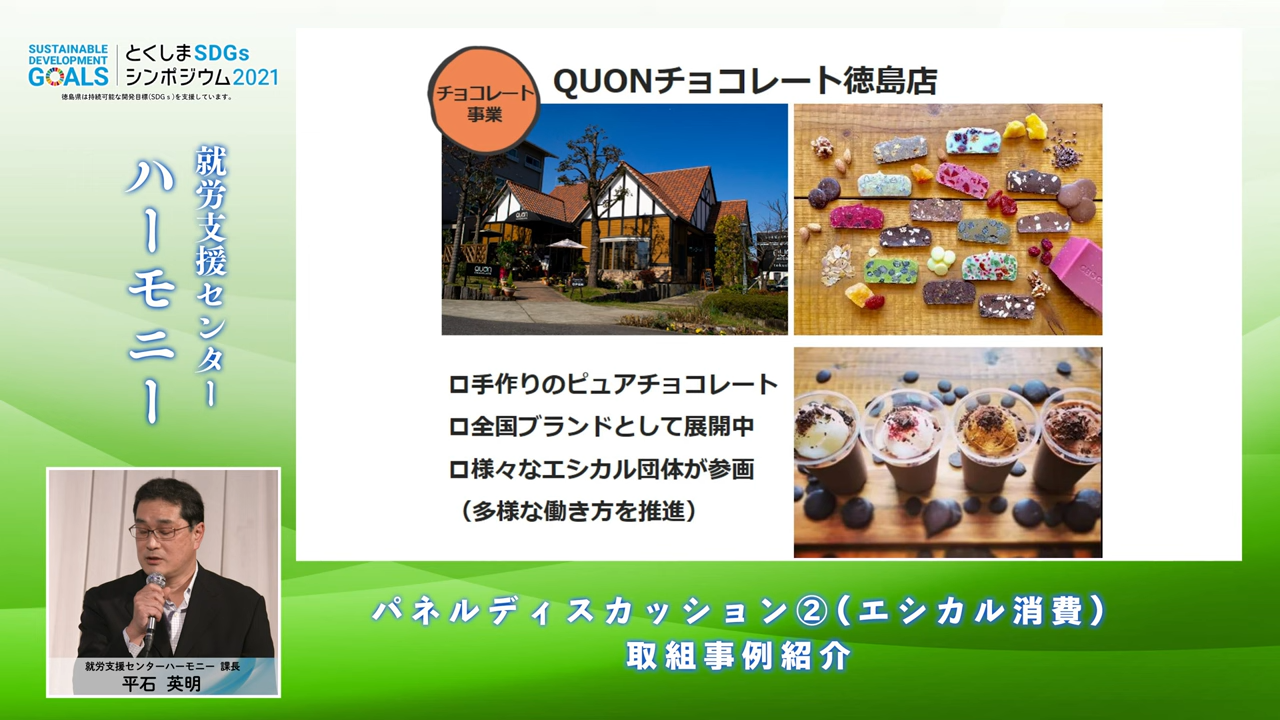 SUSTAINABLE
DEVELOPMENT
GOALS
とくしまSDGs
シンポジウム2021
徳島県は持続可能な開発目標(SDGs)を支援しています。
就労支援センター
ハーモニー
チョコレート
事業
QUONチョコレート徳島店
quon
QUON
ロ手作りのピュアチョコレート
ロ全国ブランドとして展開中
ロ様々なエシカル団体が参画
（多様な働き方を推進）
就労支援センターハーモニー 課長
平石 英明
パネルディスカッション②(エシカル消費)
取組事例紹介